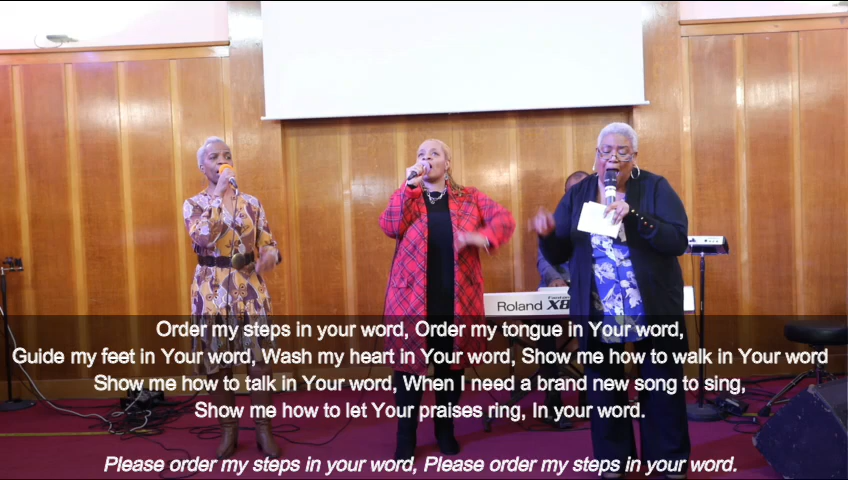 Roland Fantom X8
Order my steps in your word, Order my tongue in Your word,
Guide my feet in Your word, Wash my heart in Your word, Show me how to walk in Your word
Show me how to talk in Your word, When I need a brand new song to sing,
Show me how to let Your praises ring, In your word.
Please order my steps in your word, Please order my steps in your word.